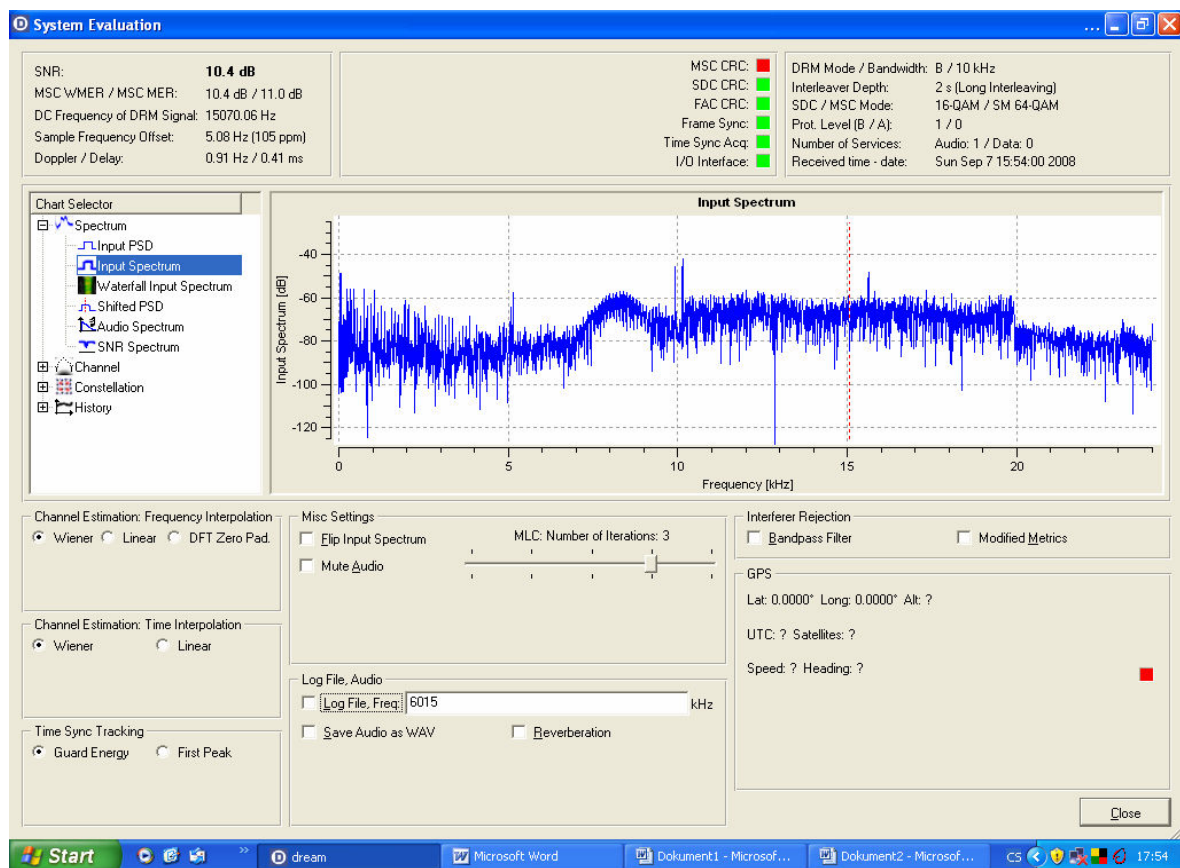 System Evaluation
SNR: 10.4 dB
MSC WMER / MSC MER: 10.4 dB / 11.0 dB
DC Frequency of DRM Signal: 15070.06 Hz
Sample Frequency Offset: 5.08 Hz (105 ppm)
Doppler / Delay: 0.91 Hz / 0.41 ms
MSC CRC:
SDC CRC:
FAC CRC:
Frame Sync:
Time Sync Acq:
I/O Interface:
DRM Mode / Bandwidth: B / 10 kHz
Interleaver Depth: 2 s (Long Interleaving)
SDC / MSC Mode: 16-QAM / SM 64-QAM
Prot. Level (B / A): 1 / 0
Number of Services: Audio: 1 / Data: 0
Received time - date: Sun Sep 7 15:54:00 2008
Chart Selector
Spectrum
Input PSD
Input Spectrum
Waterfall Input Spectrum
Shifted PSD
Audio Spectrum
SNR Spectrum
Channel
Constellation
History
Input Spectrum
Input Spectrum [dB]
-40
-60
-80
-100
-120
0 5 10 15 20
Frequency [kHz]
Channel Estimation: Frequency Interpolation
Wiener Linear DFT Zero Pad.
Channel Estimation: Time Interpolation
Wiener Linear
Time Sync Tracking
Guard Energy First Peak
Misc Settings
Flip Input Spectrum
Mute Audio
MLC: Number of Iterations: 3
Log File, Audio
Log File, Freq: 6015 kHz
Save Audio as WAV Reverberation
Interferer Rejection
Bandpass Filter Modified Metrics
GPS
Lat: 0.0000° Long: 0.0000° Alt: ?
UTC: ? Satellites: ?
Speed: ? Heading: ?
Close
Start
dream
Microsoft Word
Dokument1 - Microsof...
Dokument2 - Microsof...
CS
17:54